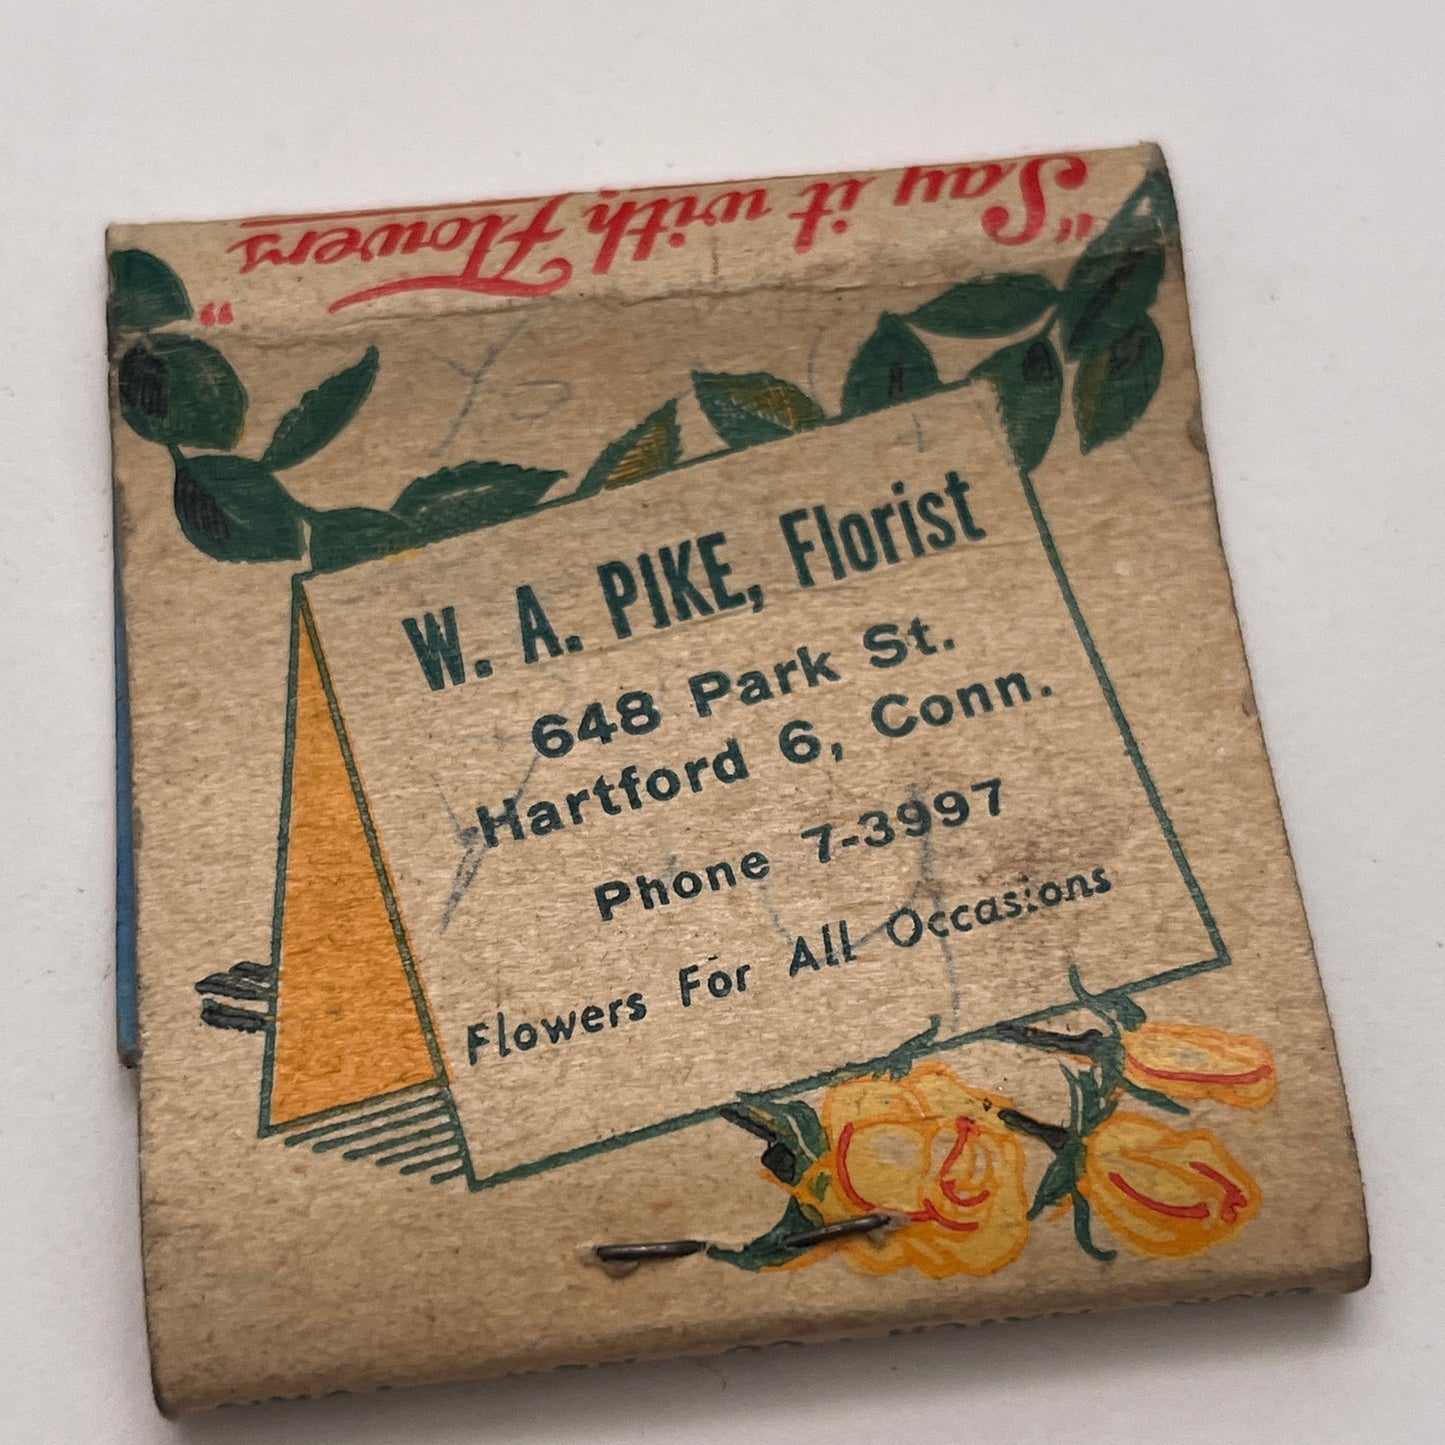 "Say it with Flowers"
W. A. PIKE, Florist
648 Park St.
Hartford 6, Conn.
Phone 7-3997
Flowers For All Occasions